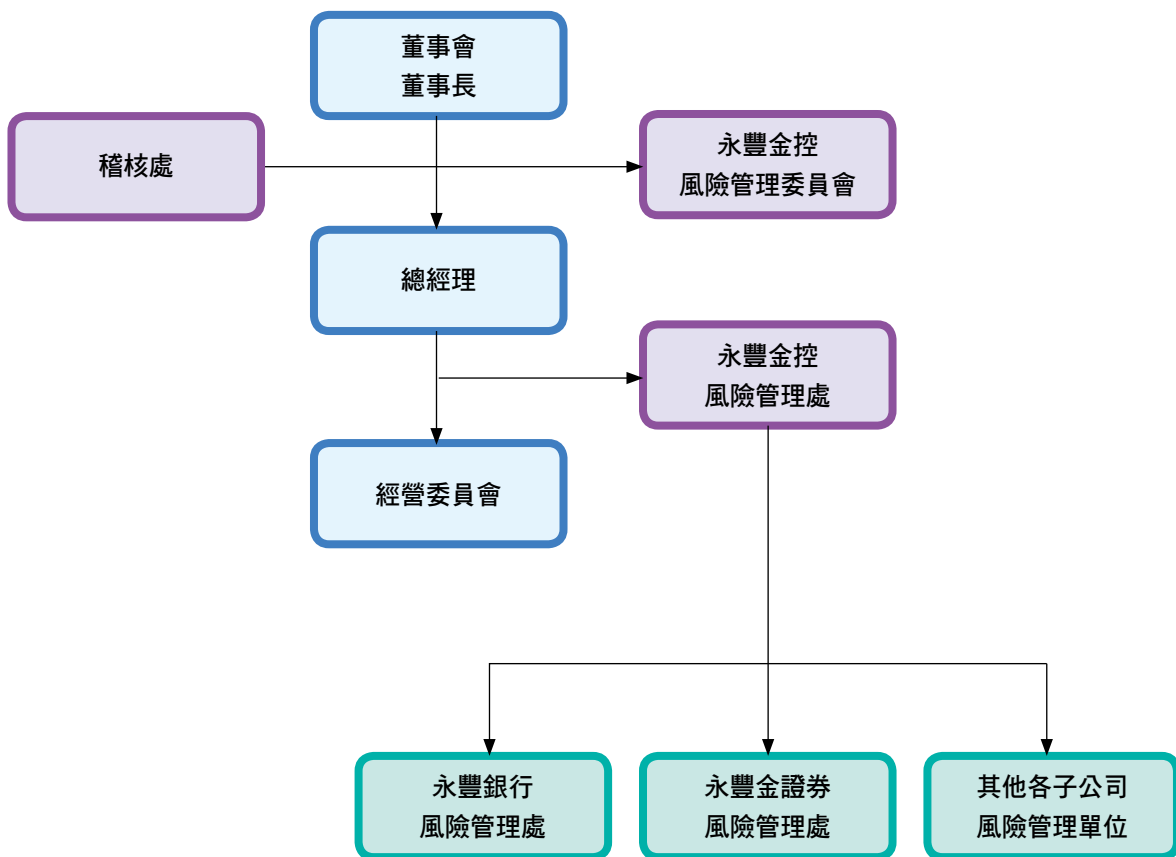 董事會
董事長
稽核處
永豐金控
風險管理委員會
總經理
永豐金控
風險管理處
經營委員會
永豐銀行
風險管理處
永豐金證券
風險管理處
其他各子公司
風險管理單位